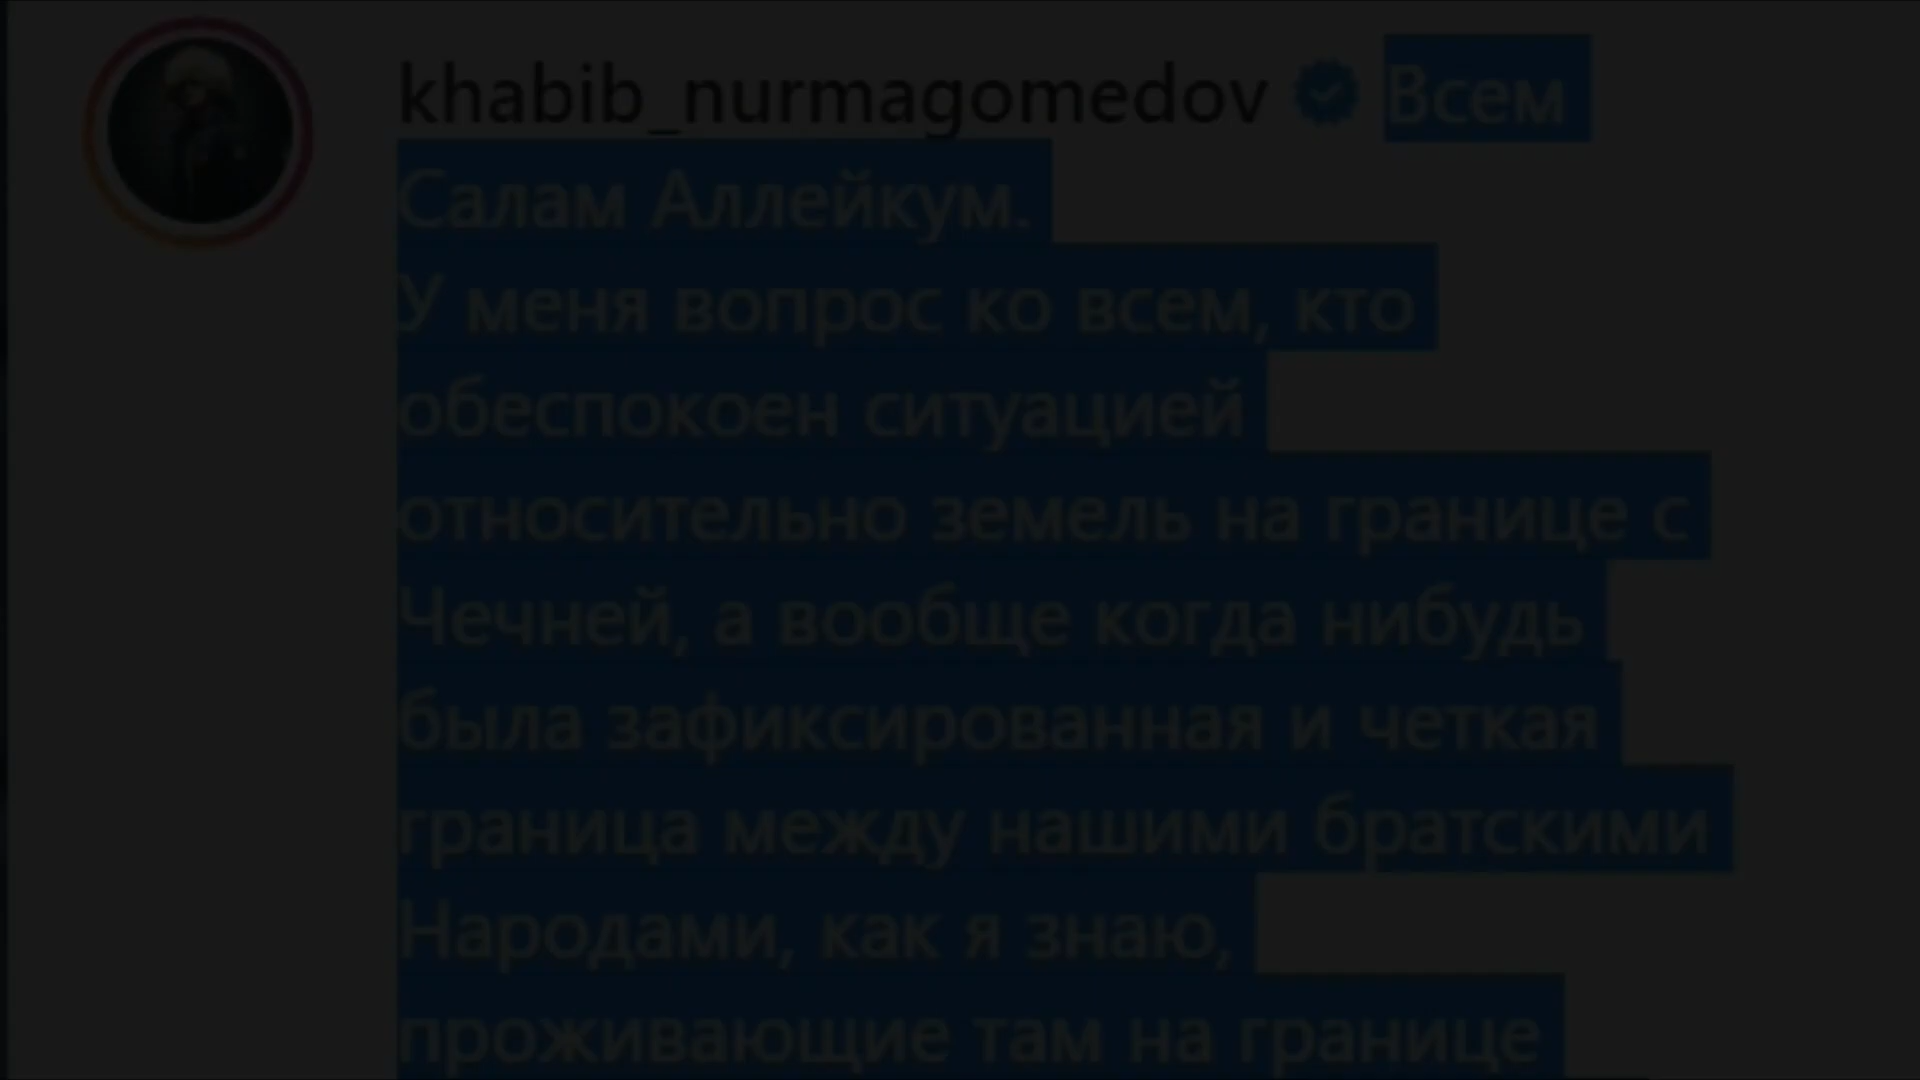 khabib_nurmagomedov Всем
Салам Аллейкум.
У меня вопрос ко всем, кто
обеспокоен ситуацией
относительно земель на границе с
Чечней, а вообще когда нибудь
была зафиксированная и четкая
граница между нашими братскими
Народами, как я знаю,
проживающие там на границе